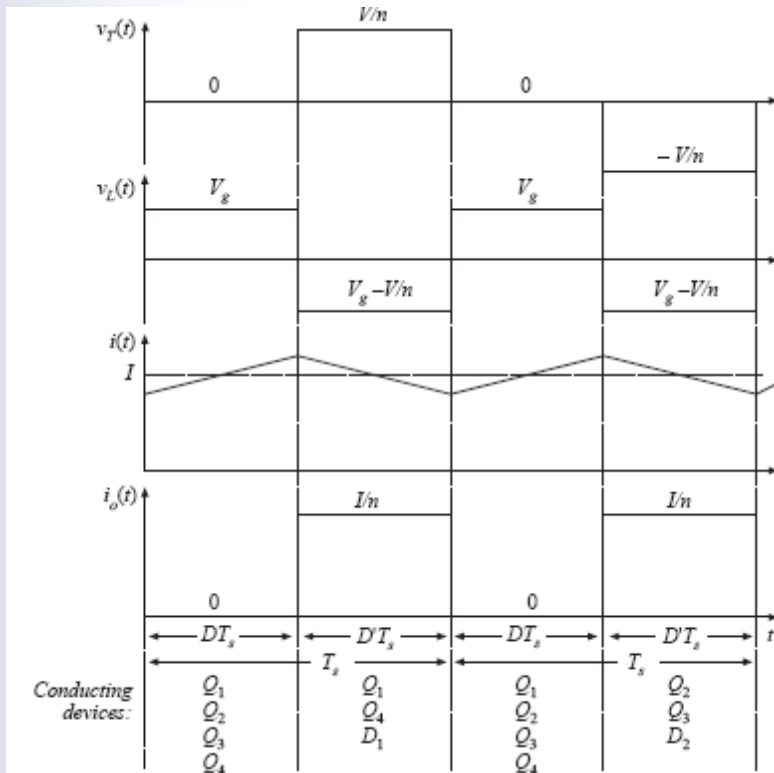 V/n
v_T(t)
0 0
– V/n
v_L(t)
V_g V_g
V_g –V/n V_g –V/n
i(t)
I
i_o(t)
I/n I/n
0 0
DT_s D'T_s DT_s D'T_s t
T_s T_s
Conducting devices:
Q_1 Q_1 Q_1 Q_2
Q_2 Q_4 Q_2 Q_3
Q_3 D_1 Q_3 D_2
Q_4 Q_4